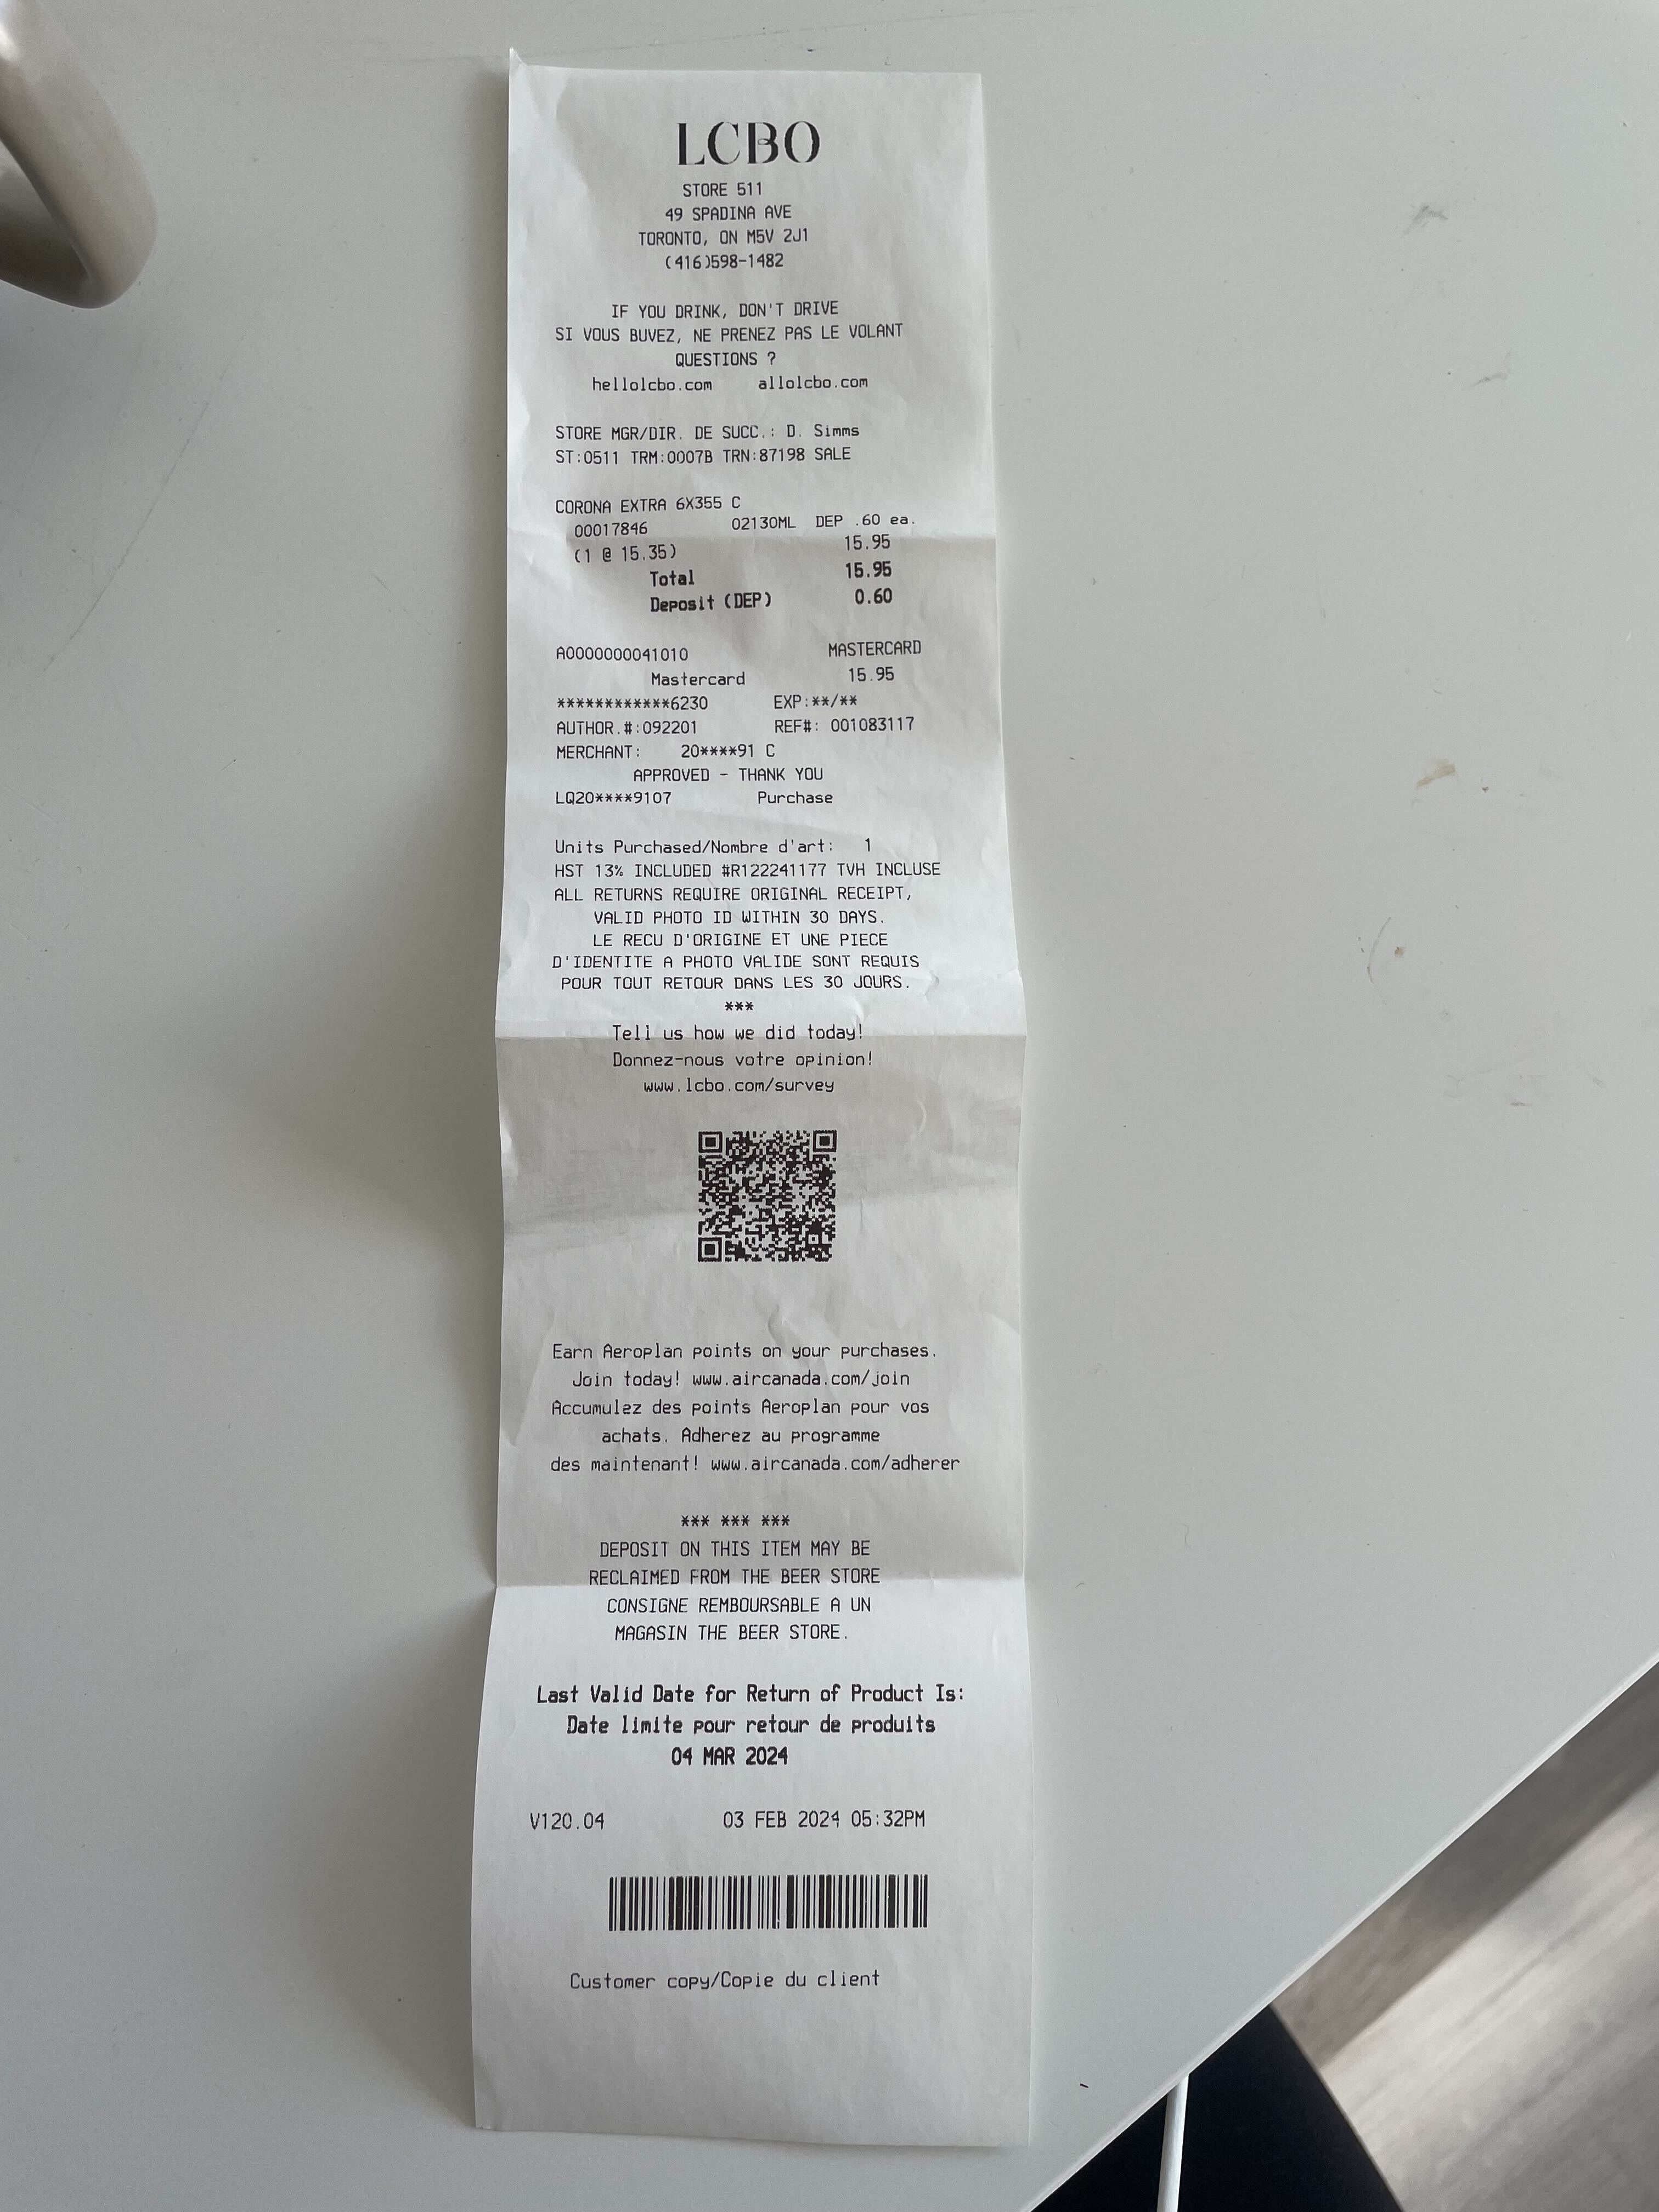 LCBO
STORE 511
49 SPADINA AVE
TORONTO, ON M5V 2J1
(416)598-1482
IF YOU DRINK, DON'T DRIVE
SI VOUS BUVEZ, NE PRENEZ PAS LE VOLANT
QUESTIONS ?
hellolcbo.com allolcbo.com
STORE MGR/DIR. DE SUCC.: D. Simms
ST:0511 TRM:0007B TRN:87198 SALE
CORONA EXTRA 6X355 C
00017846 02130ML DEP .60 ea.
(1 @ 15.35) 15.95
Total 15.95
Deposit (DEP) 0.60
A0000000041010 MASTERCARD
Mastercard 15.95
************6230 EXP:**/**
AUTHOR.#:092201 REF#: 001083117
MERCHANT: 20****91 C
APPROVED - THANK YOU
LQ20****9107 Purchase
Units Purchased/Nombre d'art: 1
HST 13% INCLUDED #R122241177 TVH INCLUSE
ALL RETURNS REQUIRE ORIGINAL RECEIPT,
VALID PHOTO ID WITHIN 30 DAYS.
LE RECU D'ORIGINE ET UNE PIECE
D'IDENTITE A PHOTO VALIDE SONT REQUIS
POUR TOUT RETOUR DANS LES 30 JOURS.
***
Tell us how we did today!
Donnez-nous votre opinion!
www.lcbo.com/survey
Earn Aeroplan points on your purchases.
Join today! www.aircanada.com/join
Accumulez des points Aeroplan pour vos
achats. Adherez au programme
des maintenant! www.aircanada.com/adherer
*** *** ***
DEPOSIT ON THIS ITEM MAY BE
RECLAIMED FROM THE BEER STORE
CONSIGNE REMBOURSABLE A UN
MAGASIN THE BEER STORE.
Last Valid Date for Return of Product Is:
Date limite pour retour de produits
04 MAR 2024
V120.04 03 FEB 2024 05:32PM
Customer copy/Copie du client